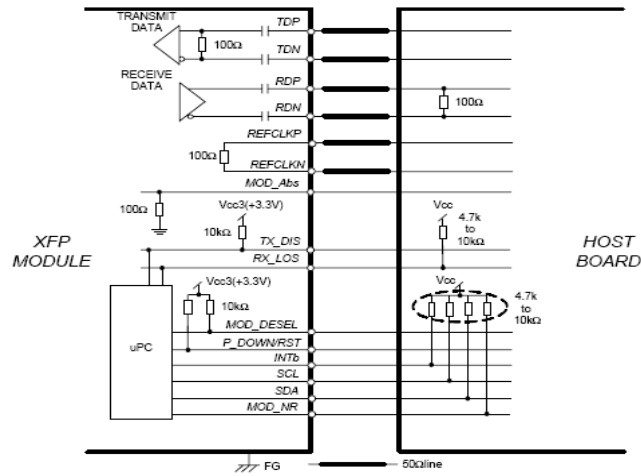 TRANSMIT
DATA
TDP
100Ω
TDN
RECEIVE
DATA
RDP
100Ω
RDN
REFCLKP
100Ω
REFCLKN
MOD_Abs
100Ω
Vcc3(+3.3V)
10kΩ
Vcc
4.7k
to
10kΩ
XFP
MODULE
TX_DIS
RX_LOS
HOST
BOARD
Vcc3(+3.3V)
10kΩ
Vcc
4.7k
to
10kΩ
MOD_DESEL
uPC
P_DOWN/RST
INTb
SCL
SDA
MOD_NR
FG
50Ωline